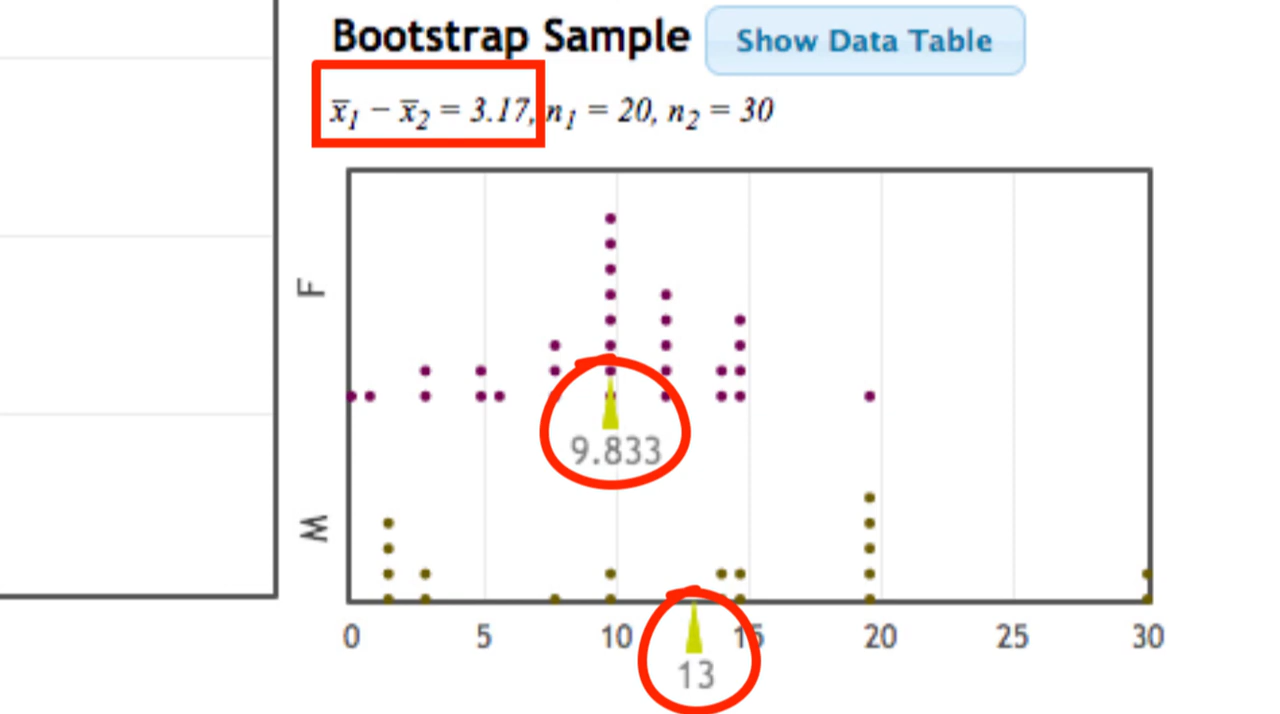 Bootstrap Sample Show Data Table
x̅1 − x̅2 = 3.17, n1 = 20, n2 = 30
F
9.833
M
0 5 10 15 20 25 30
13